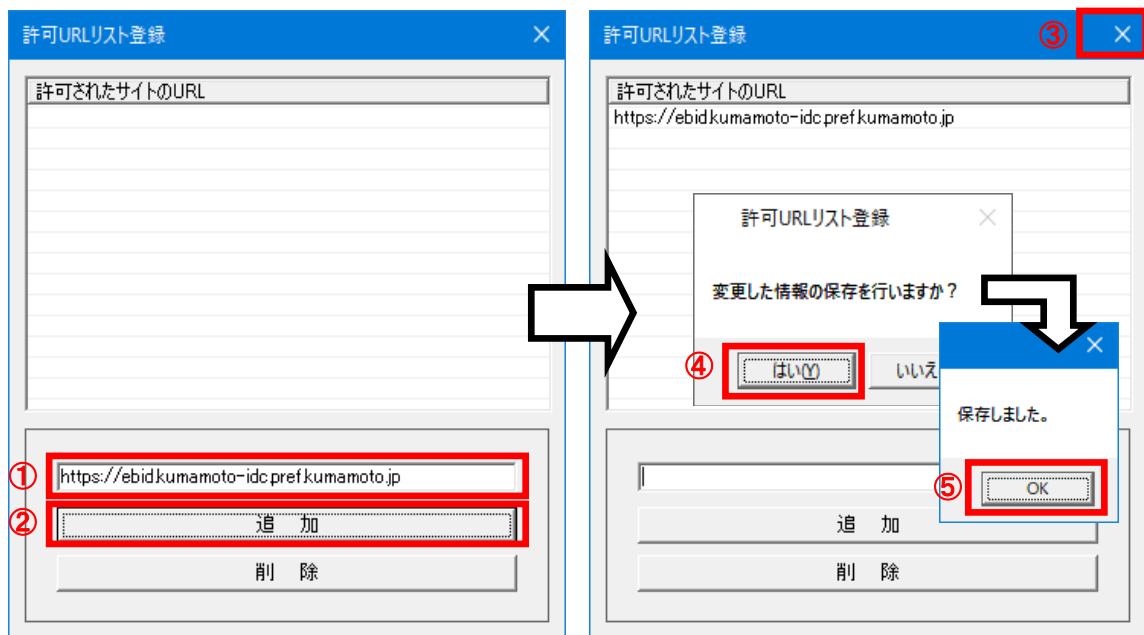 許可URLリスト登録
許可されたサイトのURL
①
https://ebid.kumamoto-idc.pref.kumamoto.jp
②
追 加
削 除
許可URLリスト登録
③
許可されたサイトのURL
https://ebid.kumamoto-idc.pref.kumamoto.jp
許可URLリスト登録
変更した情報の保存を行いますか？
④
はい(Y)
いいえ
保存しました。
⑤
OK
追 加
削 除